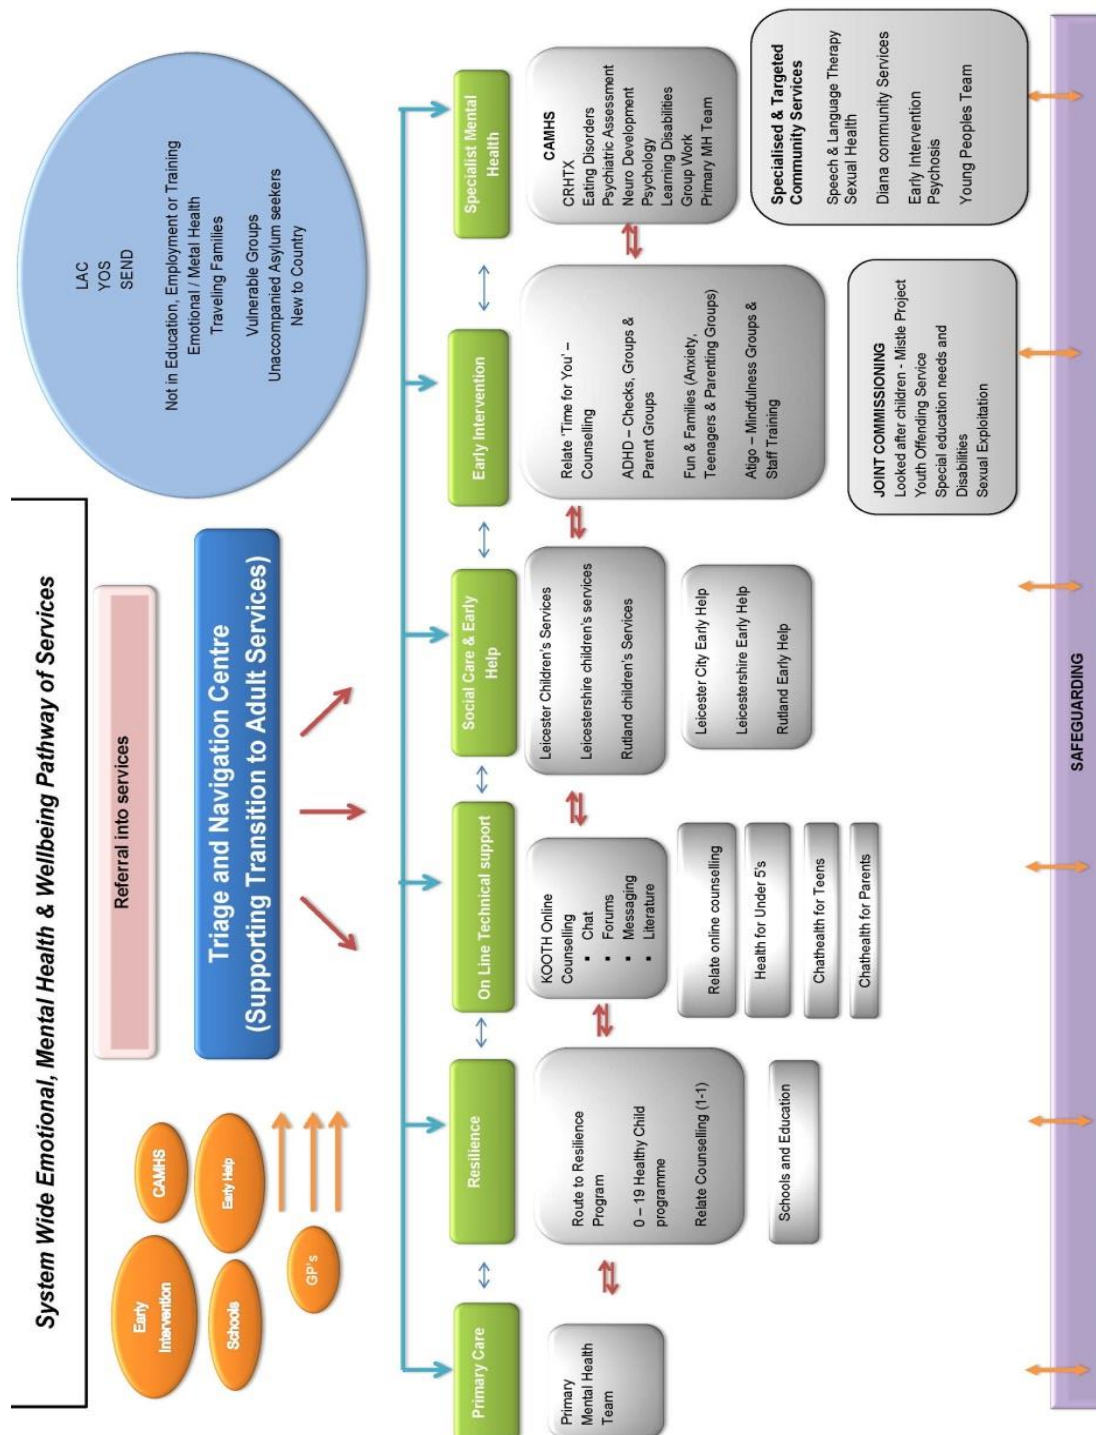 System Wide Emotional, Mental Health & Wellbeing Pathway of Services
Early
Intervention
CAMHS
Schools
Early Help
GP's
Referral into services
Triage and Navigation Centre
(Supporting Transition to Adult Services)
LAC
YOS
SEND
Not in Education, Employment or Training
Emotional / Metal Health
Traveling Families
Vulnerable Groups
Unaccompanied Asylum seekers
New to Country
Primary Care
Primary
Mental Health
Team
Resilience
Route to Resilience
Program
0 – 19 Healthy Child
programme
Relate Counselling (1-1)
Schools and Education
On Line Technical support
KOOTH Online
Counselling
▪ Chat
▪ Forums
▪ Messaging
▪ Literature
Relate online counselling
Health for Under 5's
Chathealth for Teens
Chathealth for Parents
Social Care & Early
Help
Leicester Children's Services
Leicestershire children's services
Rutland children's Services
Leicester City Early Help
Leicestershire Early Help
Rutland Early Help
Early Intervention
Relate 'Time for You' –
Counselling
ADHD – Checks, Groups &
Parent Groups
Fun & Families (Anxiety,
Teenagers & Parenting Groups)
Atigo – Mindfulness Groups &
Staff Training
JOINT COMMISSIONING
Looked after children - Mistle Project
Youth Offending Service
Special education needs and
Disabilities
Sexual Exploitation
Specialist Mental
Health
CAMHS
CRHTX
Eating Disorders
Psychiatric Assessment
Neuro Development
Psychology
Learning Disabilities
Group Work
Primary MH Team
Specialised & Targeted
Community Services
Speech & Language Therapy
Sexual Health
Diana community Services
Early Intervention
Psychosis
Young Peoples Team
SAFEGUARDING